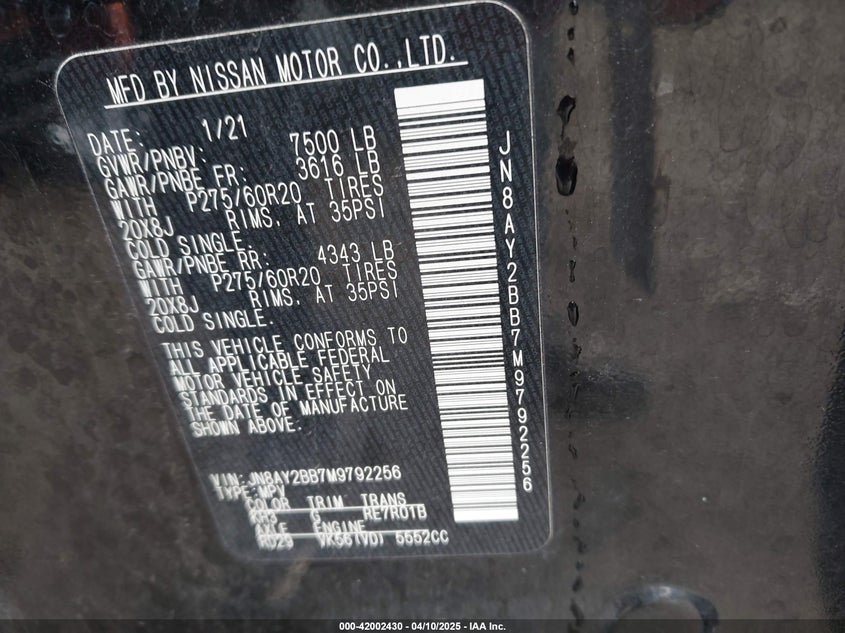 MFD BY NISSAN MOTOR CO.,LTD.
DATE: 1/21
GVWR/PNBV: 7500 LB
GAWR/PNBE FR: 3616 LB
WITH P275/60R20 TIRES
20X8J RIMS, AT 35PSI
COLD SINGLE.
GAWR/PNBE RR: 4343 LB
WITH P275/60R20 TIRES
20X8J RIMS, AT 35PSI
COLD SINGLE.
THIS VEHICLE CONFORMS TO
ALL APPLICABLE FEDERAL
MOTOR VEHICLE SAFETY
STANDARDS IN EFFECT ON
THE DATE OF MANUFACTURE
SHOWN ABOVE.
VIN: JN8AY2BB7M9792256
TYPE: MPV
COLOR TRIM TRANS
G RE7R01B
AXLE ENGINE
RD29 VK56(VD) 5552CC
JN8AY2BB7M9792256
000-42002430 - 04/10/2025 - IAA Inc.